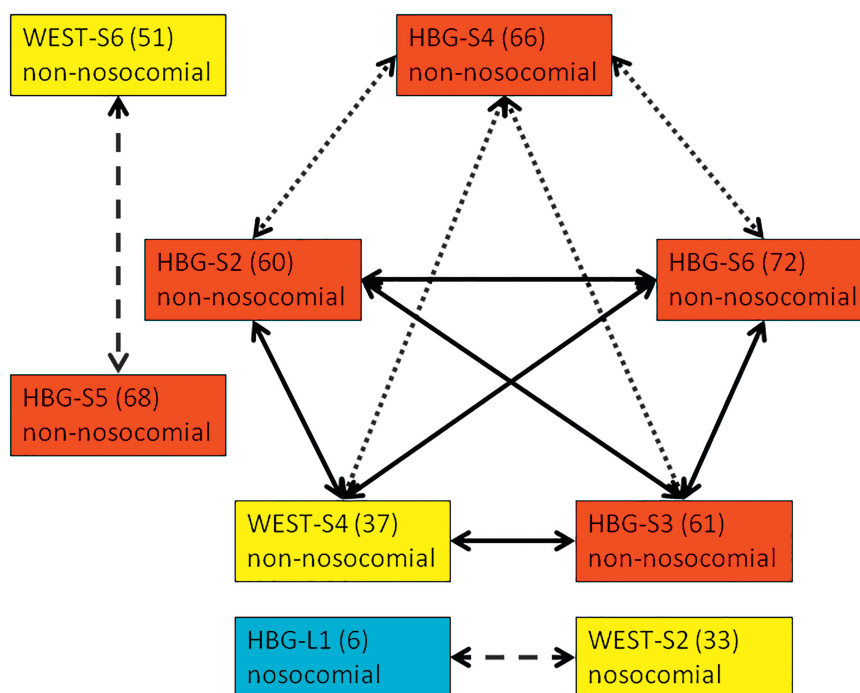 WEST-S6 (51)
non-nosocomial
HBG-S4 (66)
non-nosocomial
HBG-S2 (60)
non-nosocomial
HBG-S6 (72)
non-nosocomial
HBG-S5 (68)
non-nosocomial
WEST-S4 (37)
non-nosocomial
HBG-S3 (61)
non-nosocomial
HBG-L1 (6)
nosocomial
WEST-S2 (33)
nosocomial